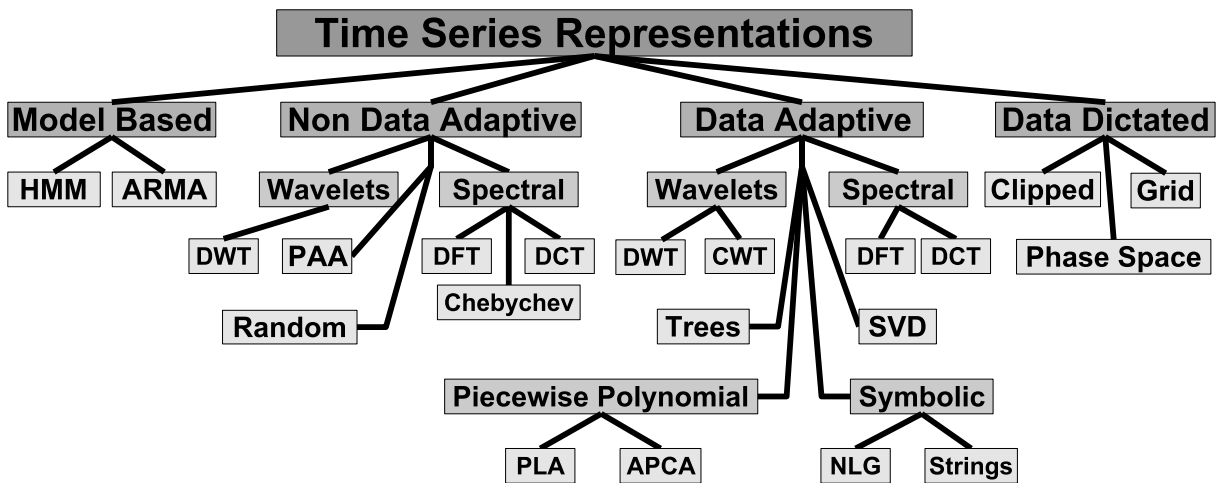 Time Series Representations
Model Based
Non Data Adaptive
Data Adaptive
Data Dictated
HMM
ARMA
Wavelets
Spectral
Wavelets
Spectral
Clipped
Grid
DWT
PAA
DFT
DCT
DWT
CWT
DFT
DCT
Phase Space
Chebychev
Random
Trees
SVD
Piecewise Polynomial
Symbolic
PLA
APCA
NLG
Strings